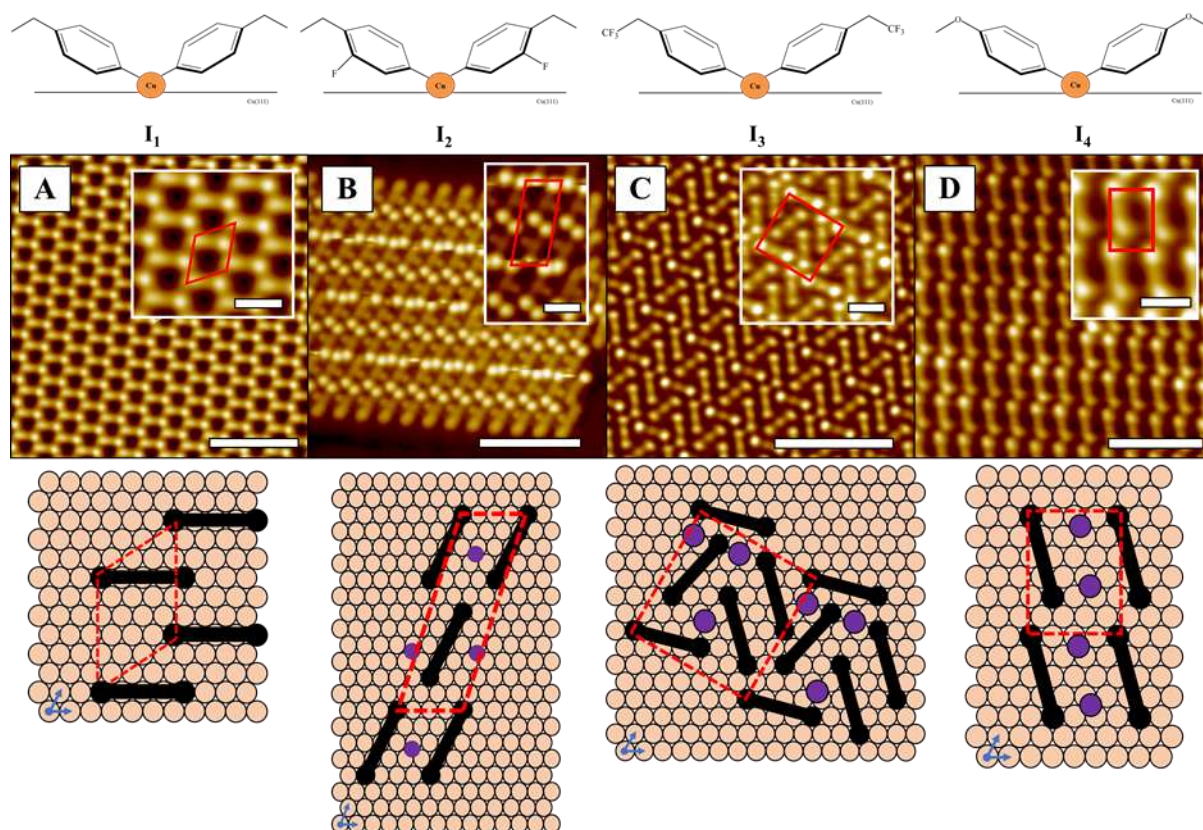 CF₃ CF₃ O O
F F
Cu Cu Cu Cu
Cu(111) Cu(111) Cu(111) Cu(111)
I₁ I₂ I₃ I₄
A B C D